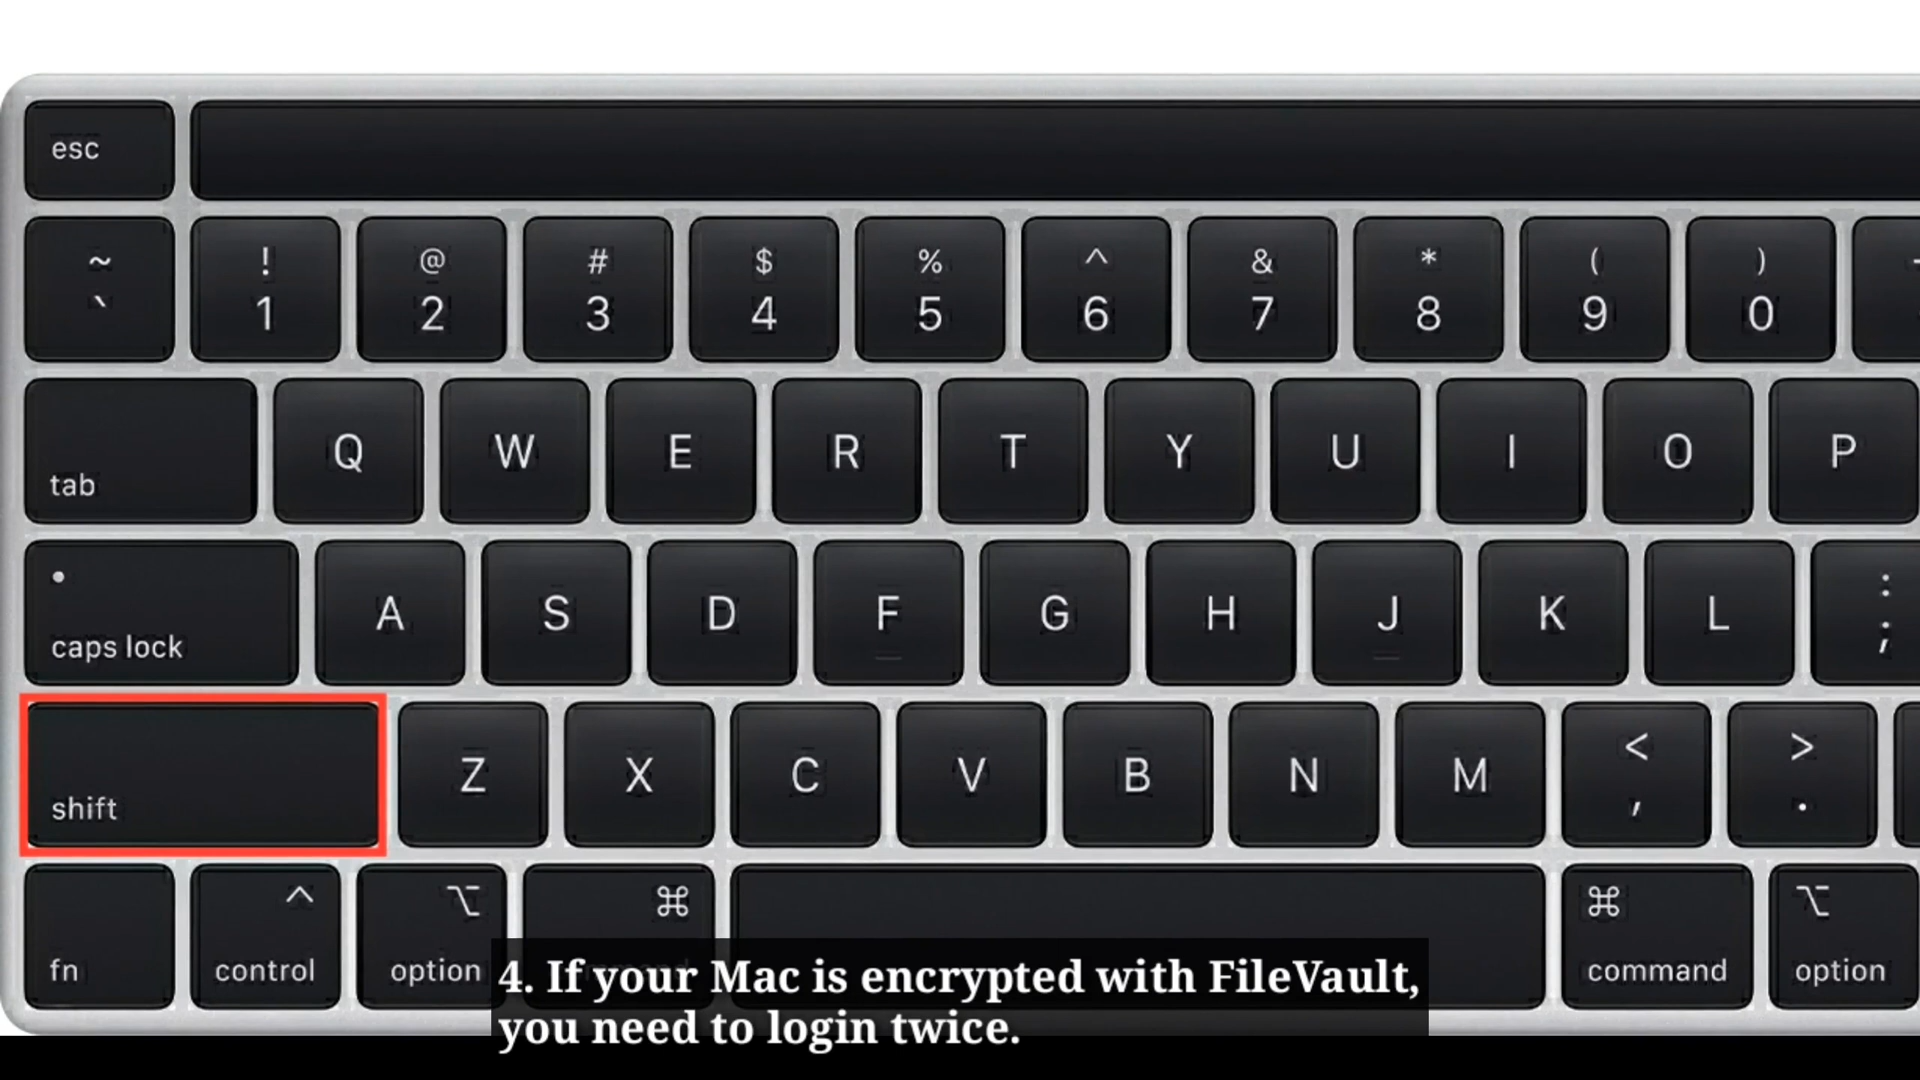 esc
~ ! @ # $ % ^ & * ( )
` 1 2 3 4 5 6 7 8 9 0
tab Q W E R T Y U I O P
caps lock A S D F G H J K L : ;
shift Z X C V B N M < , > .
fn ^ control ⌥ option ⌘ ⌘ command ⌥ option
4. If your Mac is encrypted with FileVault,
you need to login twice.